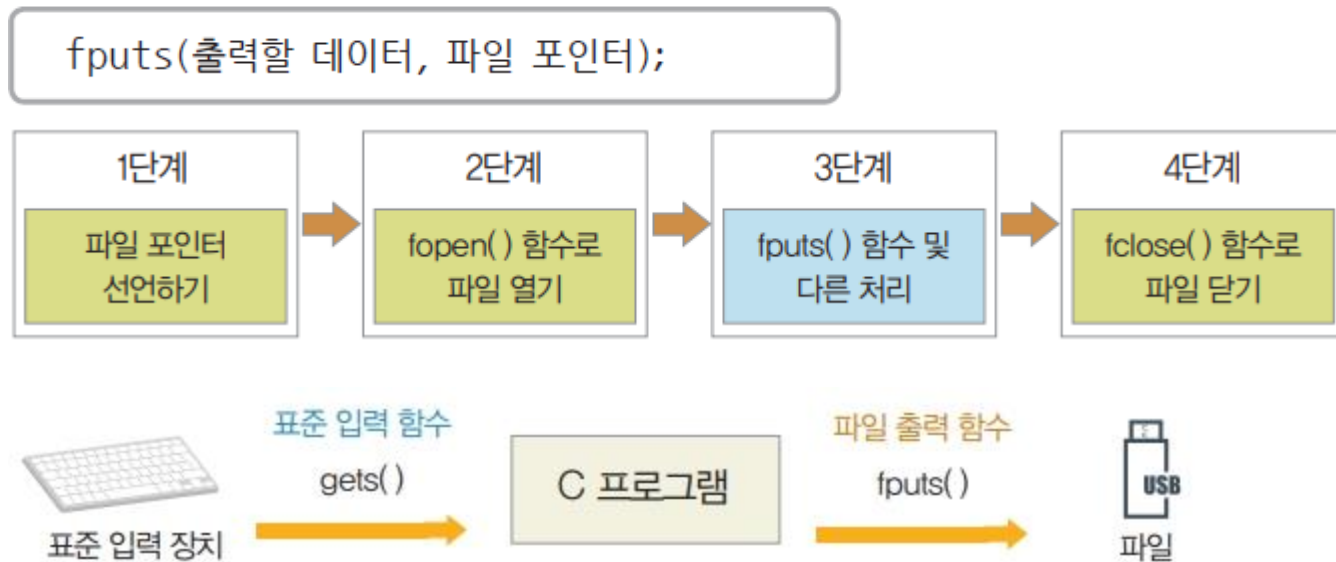 fputs(출력할 데이터, 파일 포인터);
1단계
파일 포인터
선언하기
2단계
fopen( ) 함수로
파일 열기
3단계
fputs( ) 함수 및
다른 처리
4단계
fclose( ) 함수로
파일 닫기
표준 입력 장치
표준 입력 함수
gets( )
C 프로그램
파일 출력 함수
fputs( )
USB
파일